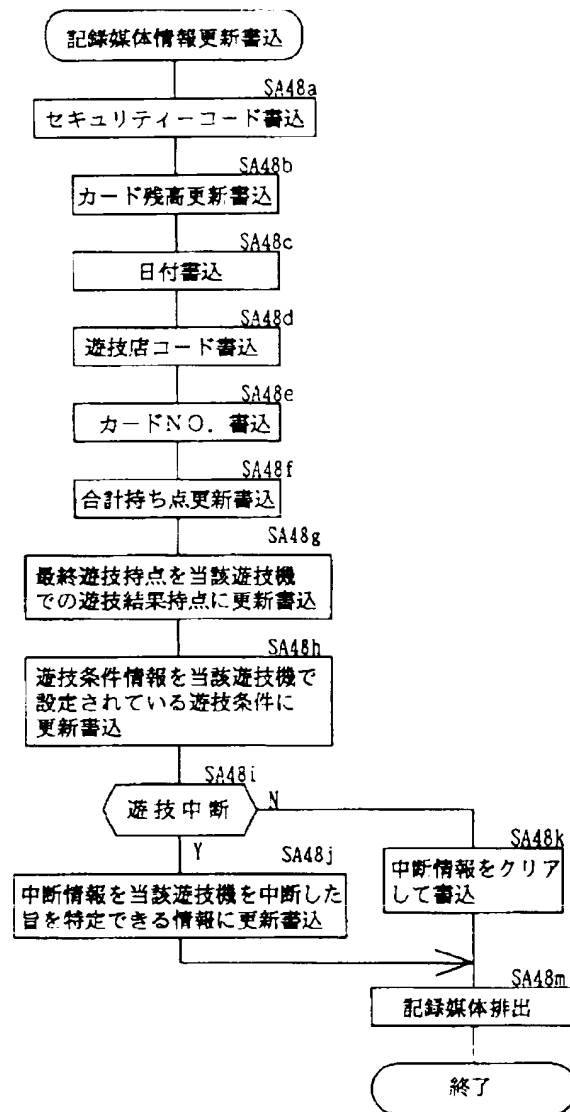 記録媒体情報更新書込
SA48a
セキュリティーコード書込
SA48b
カード残高更新書込
SA48c
日付書込
SA48d
遊技店コード書込
SA48e
カードNO. 書込
SA48f
合計持ち点更新書込
SA48g
最終遊技持点を当該遊技機
での遊技結果持点に更新書込
SA48h
遊技条件情報を当該遊技機で
設定されている遊技条件に
更新書込
SA48i
遊技中断
N
Y
SA48j
中断情報を当該遊技機を中断した
旨を特定できる情報に更新書込
SA48k
中断情報をクリア
して書込
SA48m
記録媒体排出
終了